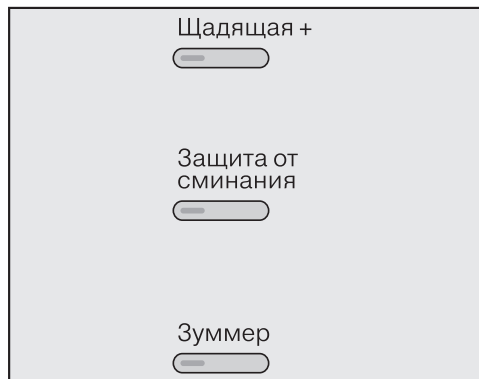 Щадящая +
Защита от
сминания
Зуммер